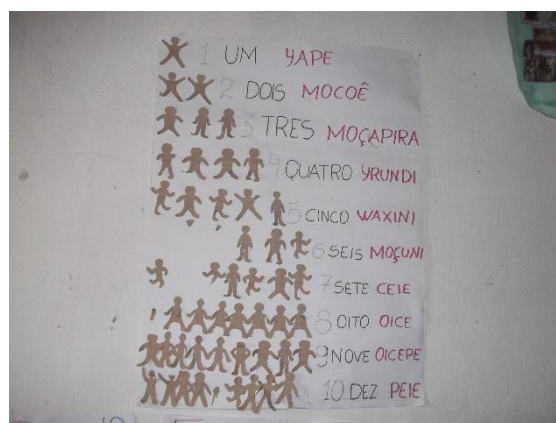 1 UM YAPE
2 DOIS MOCOÊ
3 TRES MOÇAPIRA
4 QUATRO YRUNDI
5 CINCO WAXINI
6 SEIS MOÇUNI
7 SETE CEIE
8 OITO OICE
9 NOVE OICEPE
10 DEZ PEIE